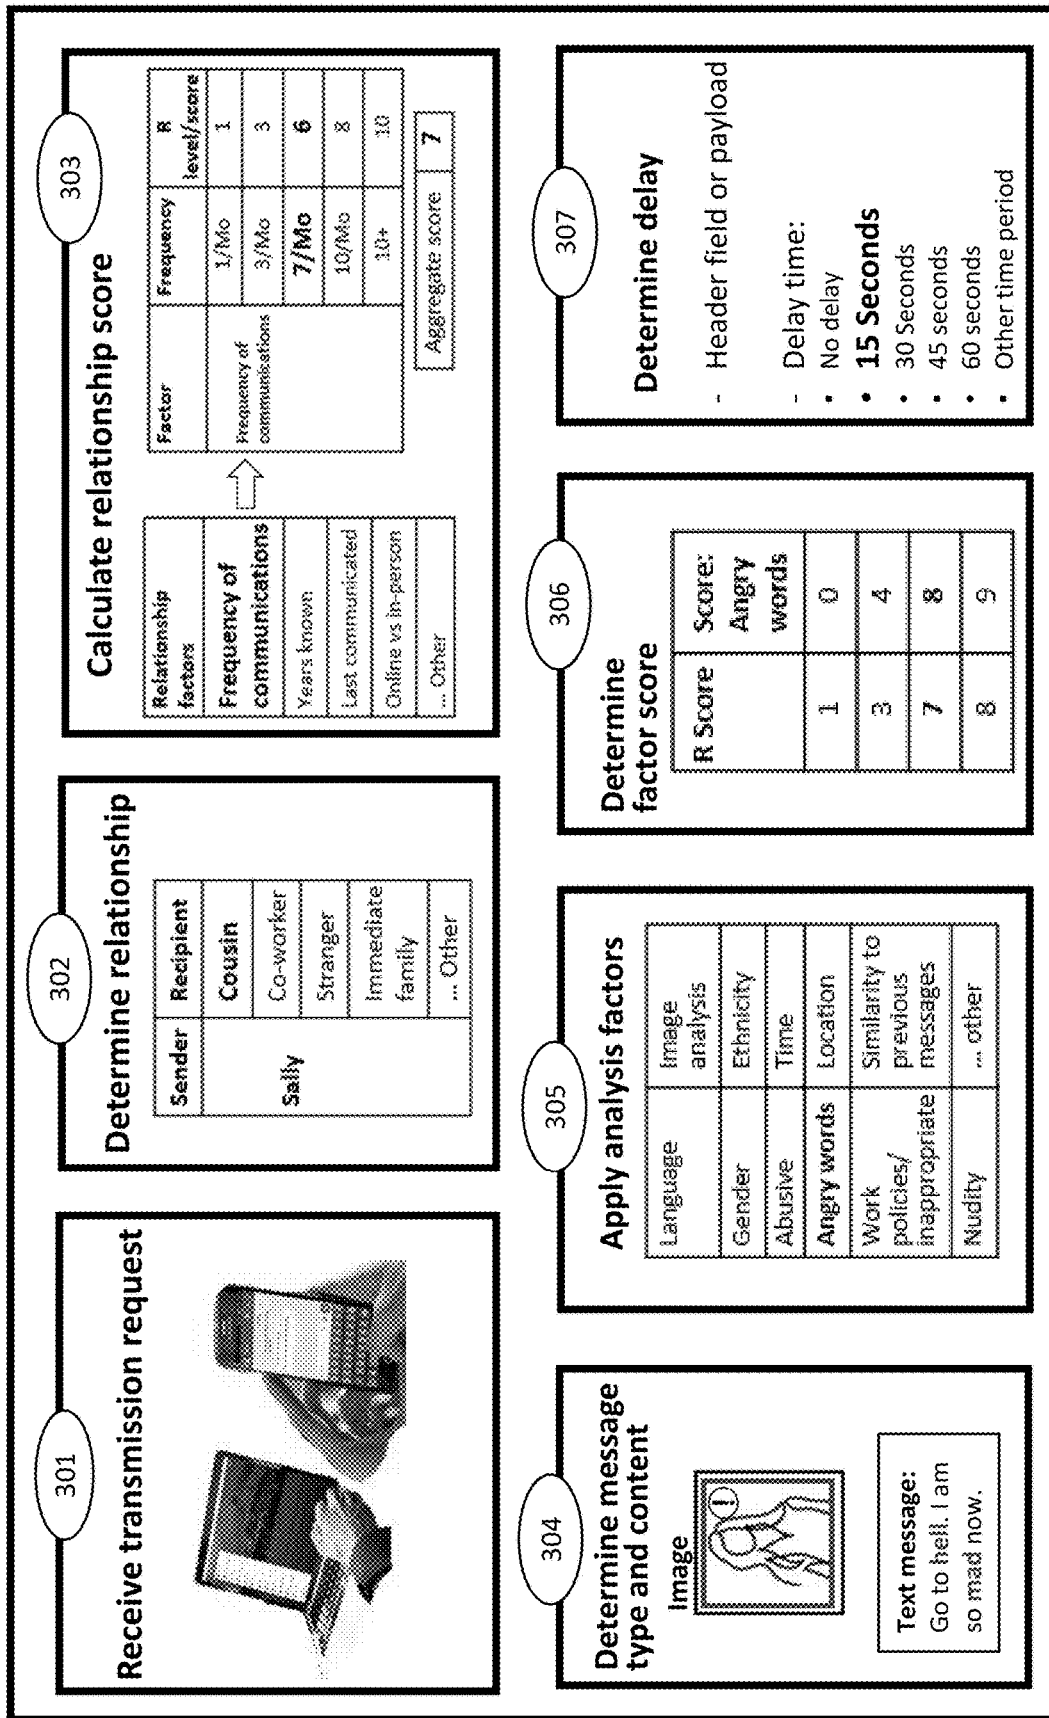 301
Receive transmission request
302
Determine relationship
Sender Recipient
Sally Cousin
Co-worker
Stranger
Immediate
family
... Other
303
Calculate relationship score
Relationship
factors
Frequency of
communications
Years known
Last communicated
Online vs in-person
... Other
Factor Frequency R
level/score
Frequency of
communications
1/Mo 1
3/Mo 3
7/Mo 6
10/Mo 8
10+ 10
Aggregate score 7
304
Determine message
type and content
Image
!
Text message:
Go to hell. I am
so mad now.
305
Apply analysis factors
Language Image
analysis
Gender Ethnicity
Abusive Time
Angry words Location
Work
policies/
inappropriate
Similarity to
previous
messages
Nudity ... other
306
Determine
factor score
R Score Score:
Angry
words
1 0
3 4
7 8
8 9
307
Determine delay
- Header field or payload
- Delay time:
• No delay
• 15 Seconds
• 30 Seconds
• 45 seconds
• 60 seconds
• Other time period